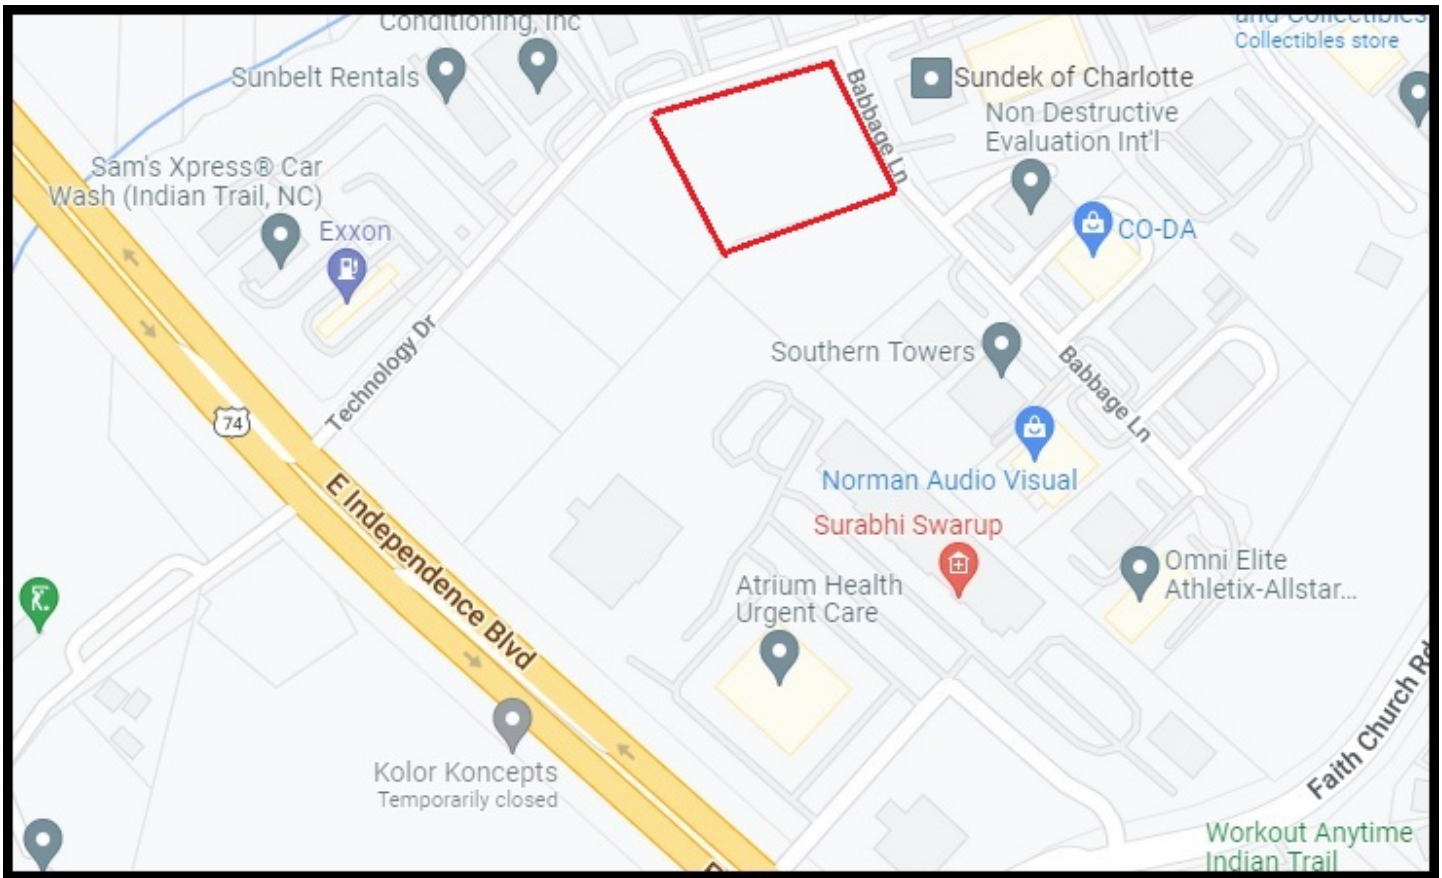 Conditioning, Inc
and Collectibles
Collectibles store
Sunbelt Rentals
Sundek of Charlotte
Babbage Ln
Non Destructive
Evaluation Int'l
Sam's Xpress® Car
Wash (Indian Trail, NC)
Exxon
CO-DA
Technology Dr
Southern Towers
Babbage Ln
74
Norman Audio Visual
E Independence Blvd
Surabhi Swarup
Omni Elite
Athletix-Allstar...
Atrium Health
Urgent Care
Faith Church Rd
Kolor Koncepts
Temporarily closed
Workout Anytime
Indian Trail